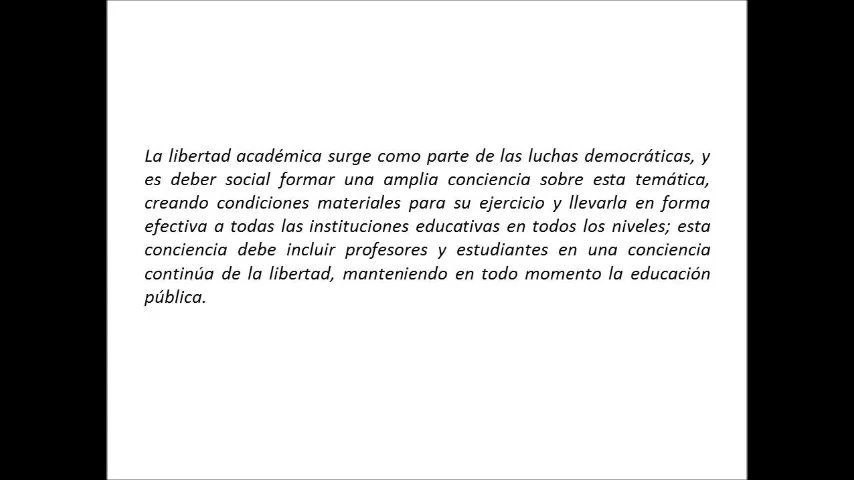 La libertad académica surge como parte de las luchas democráticas, y
es deber social formar una amplia conciencia sobre esta temática,
creando condiciones materiales para su ejercicio y llevarla en forma
efectiva a todas las instituciones educativas en todos los niveles; esta
conciencia debe incluir profesores y estudiantes en una conciencia
continúa de la libertad, manteniendo en todo momento la educación
pública.